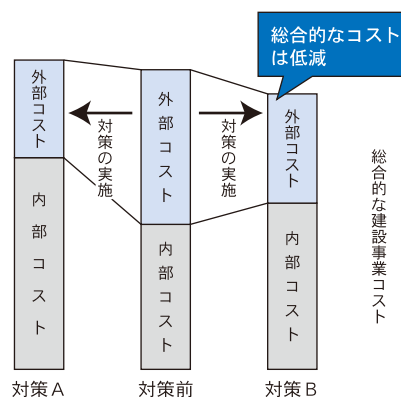 総合的なコスト
は低減
外部コスト
内部コスト
対策の実施
外部コスト
内部コスト
対策の実施
外部コスト
内部コスト
総合的な建設事業コスト
対策A
対策前
対策B